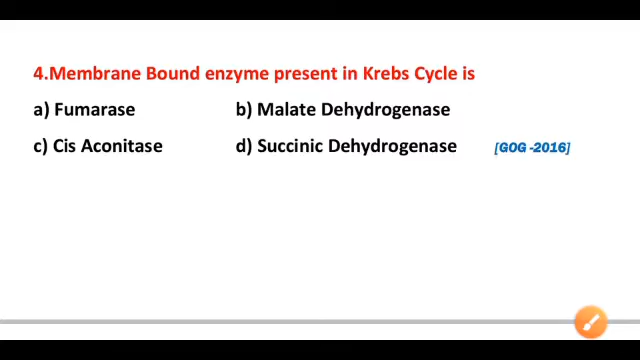 4.Membrane Bound enzyme present in Krebs Cycle is
a) Fumarase b) Malate Dehydrogenase
c) Cis Aconitase d) Succinic Dehydrogenase [GOG -2016]